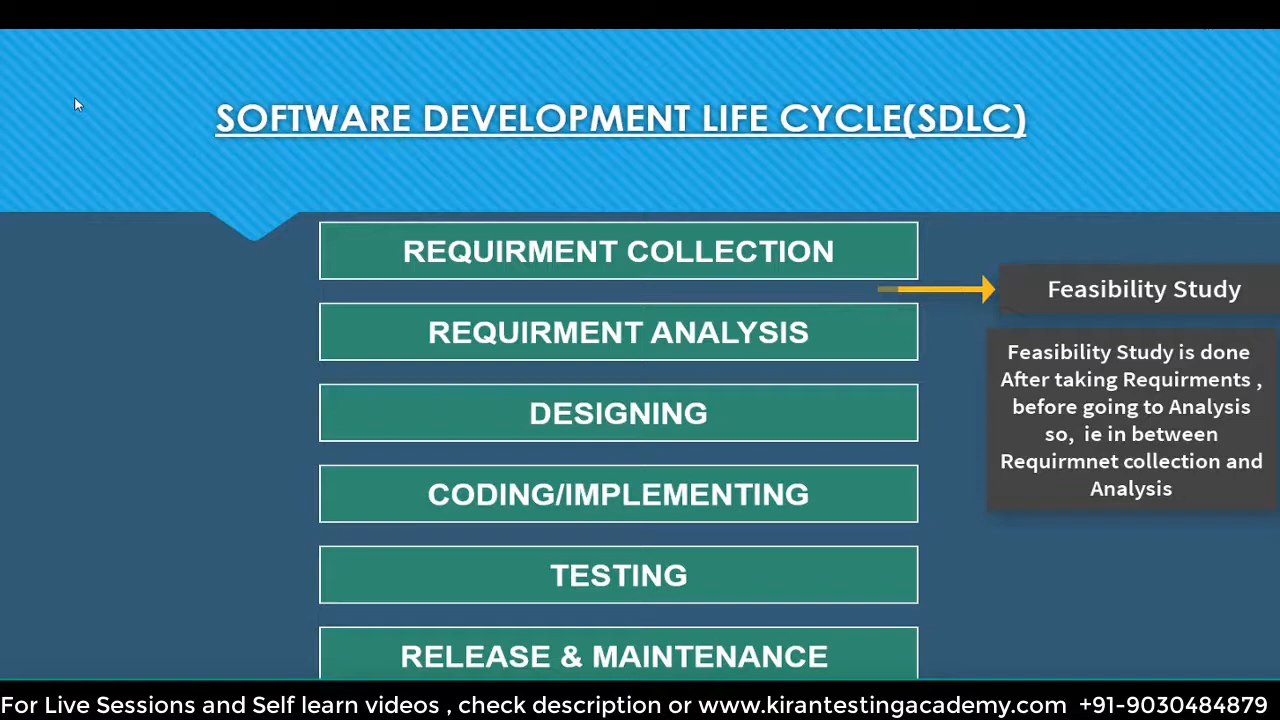 SOFTWARE DEVELOPMENT LIFE CYCLE(SDLC)
REQUIRMENT COLLECTION
Feasibility Study
REQUIRMENT ANALYSIS
Feasibility Study is done
After taking Requirments ,
before going to Analysis
so, ie in between
Requirmnet collection and
Analysis
DESIGNING
CODING/IMPLEMENTING
TESTING
RELEASE & MAINTENANCE
For Live Sessions and Self learn videos , check description or www.kirantestingacademy.com +91-9030484879